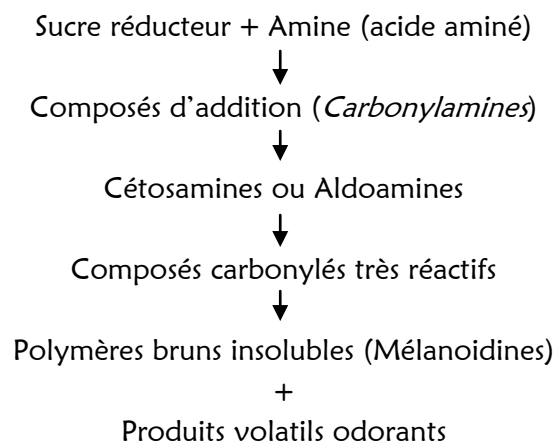 Sucre réducteur + Amine (acide aminé)
Composés d'addition (Carbonylamines)
Cétosamines ou Aldoamines
Composés carbonylés très réactifs
Polymères bruns insolubles (Mélanoidines)
+
Produits volatils odorants